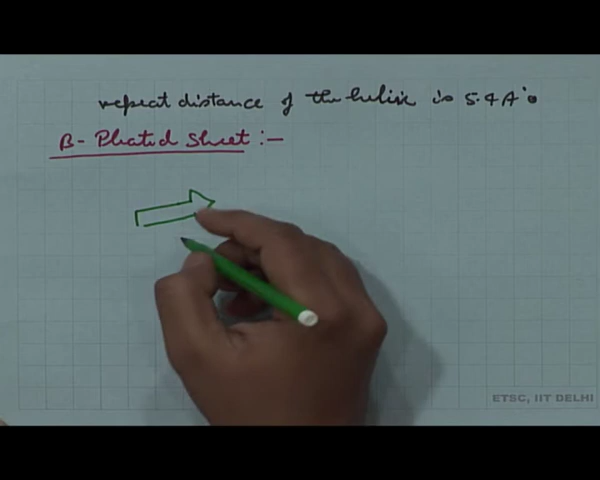 repeat distance of the helix is 5.4 A°.
β- Pleated Sheet :-
ETSC, IIT DELHI